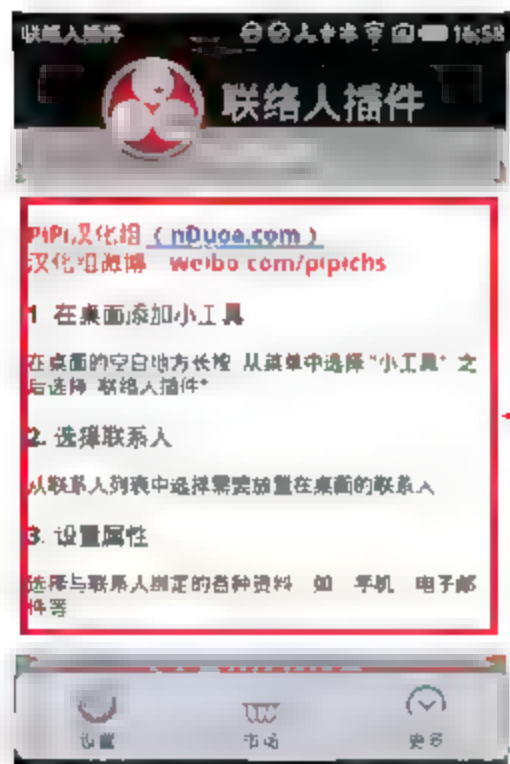 联络人插件 16:58
联络人插件
PiPi汉化组 (nDuoa.com)
汉化组微博 weibo com/pipichs
1 在桌面添加小工具
在桌面的空白地方长按 从菜单中选择“小工具” 之
后选择 联络人插件”
2. 选择联系人
从联系人列表中选择需要放置在桌面的联系人
3. 设置属性
选择与联系人绑定的各种资料 如 手机 电子邮
件等
设置 市场 更多